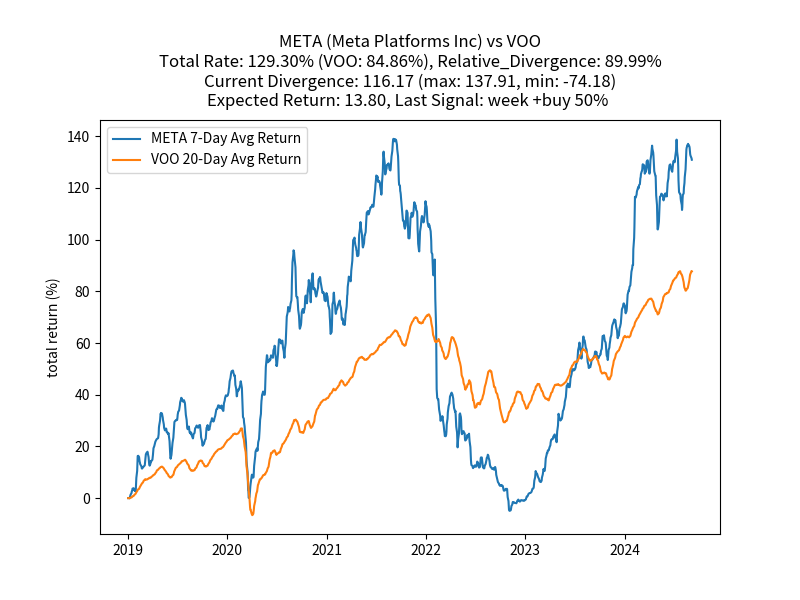 META (Meta Platforms Inc) vs VOO
Total Rate: 129.30% (VOO: 84.86%), Relative_Divergence: 89.99%
Current Divergence: 116.17 (max: 137.91, min: -74.18)
Expected Return: 13.80, Last Signal: week +buy 50%
META 7-Day Avg Return
VOO 20-Day Avg Return
total return (%)
140
120
100
80
60
40
20
0
2019 2020 2021 2022 2023 2024